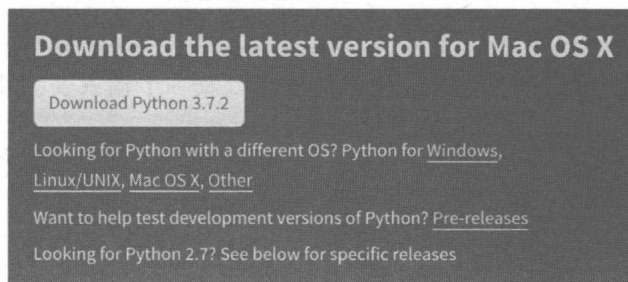 Download the latest version for Mac OS X
Download Python 3.7.2
Looking for Python with a different OS? Python for Windows,
Linux/UNIX, Mac OS X, Other
Want to help test development versions of Python? Pre-releases
Looking for Python 2.7? See below for specific releases